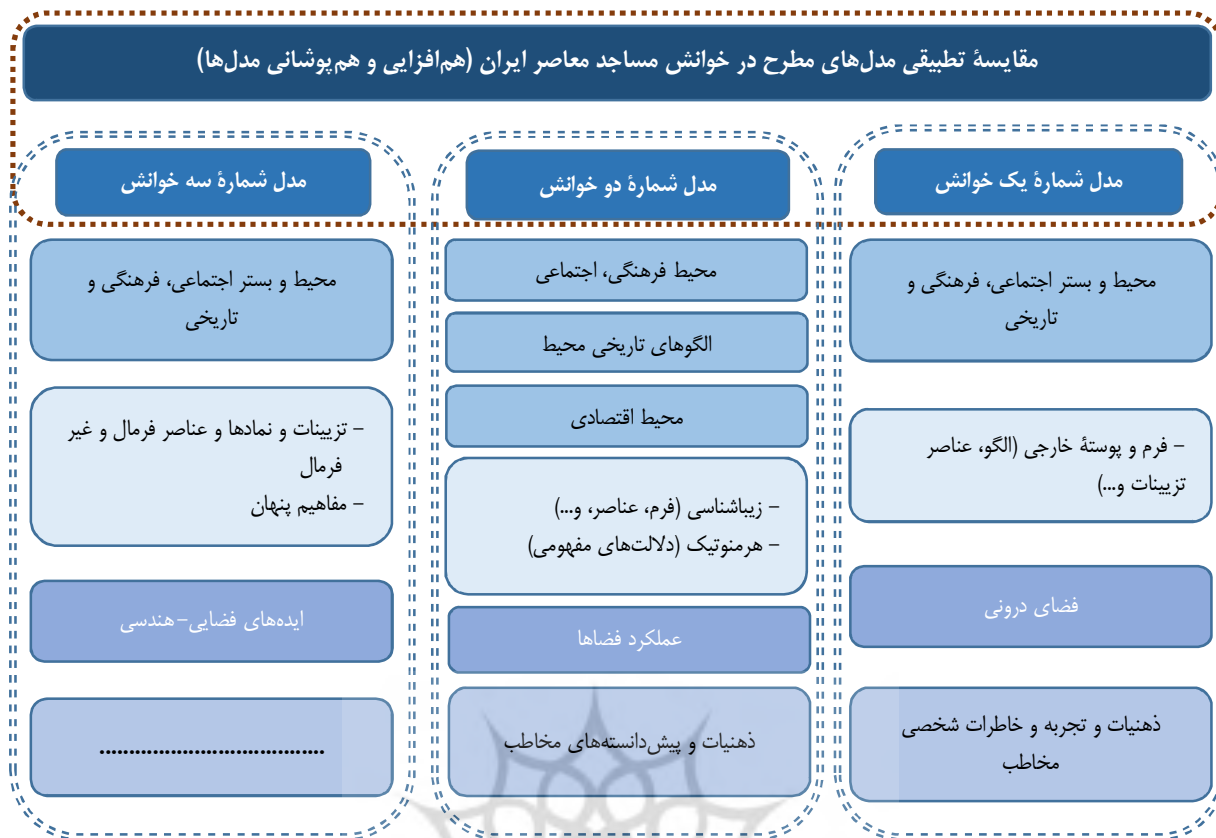 مقایسهٔ تطبیقی مدل‌های مطرح در خوانش مساجد معاصر ایران (هم‌افزایی و هم‌پوشانی مدل‌ها)
مدل شمارهٔ یک خوانش
محیط و بستر اجتماعی، فرهنگی و
تاریخی
- فرم و پوستهٔ خارجی (الگو، عناصر
تزیینات و...)
فضای درونی
ذهنیات و تجربه و خاطرات شخصی
مخاطب
مدل شمارهٔ دو خوانش
محیط فرهنگی، اجتماعی
الگوهای تاریخی محیط
محیط اقتصادی
- زیباشناسی (فرم، عناصر، و...)
- هرمنوتیک (دلالت‌های مفهومی)
عملکرد فضاها
ذهنیات و پیش‌دانسته‌های مخاطب
مدل شمارهٔ سه خوانش
محیط و بستر اجتماعی، فرهنگی و
تاریخی
- تزیینات و نمادها و عناصر فرمال و غیر
فرمال
- مفاهیم پنهان
ایده‌های فضایی-هندسی
......................................